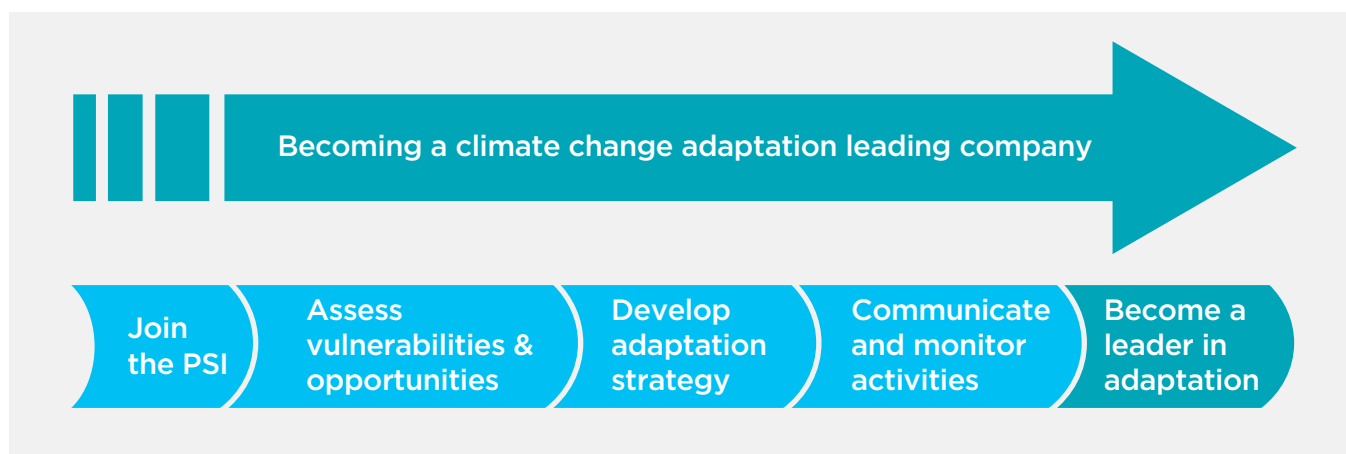 Becoming a climate change adaptation leading company
Join
the PSI
Assess
vulnerabilities &
opportunities
Develop
adaptation
strategy
Communicate
and monitor
activities
Become a
leader in
adaptation